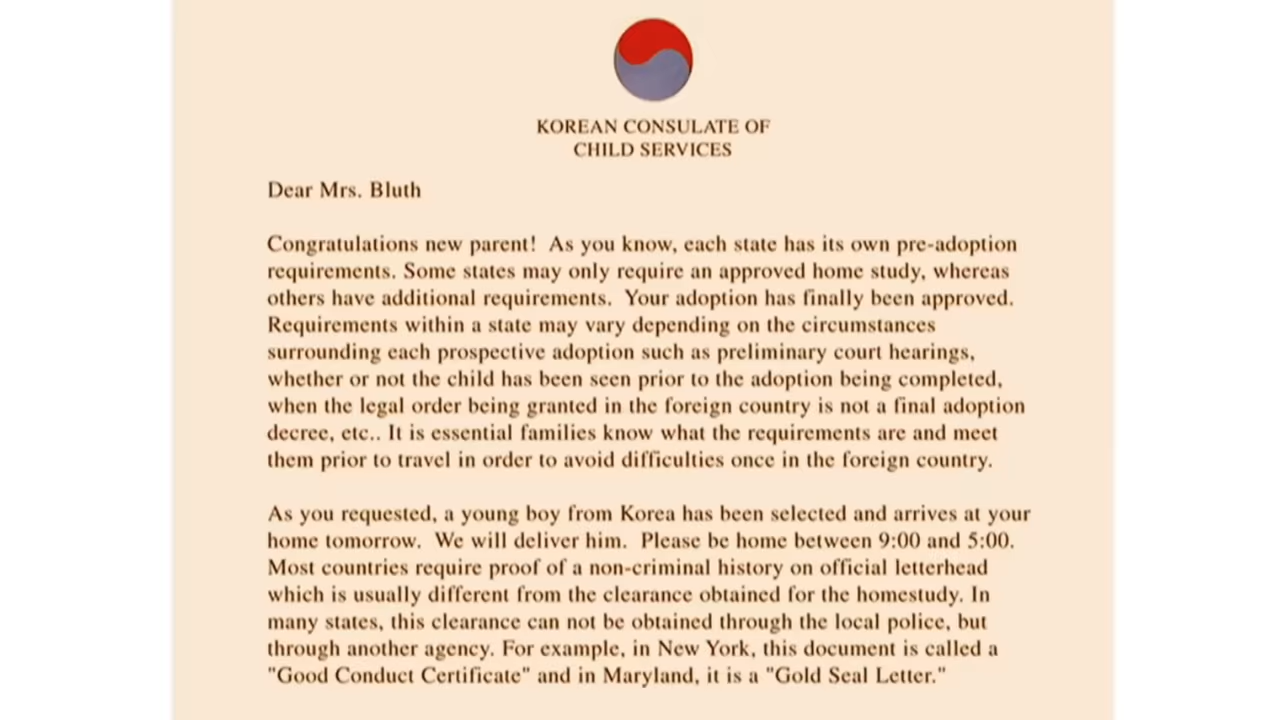 KOREAN CONSULATE OF
CHILD SERVICES
Dear Mrs. Bluth
Congratulations new parent!  As you know, each state has its own pre-adoption
requirements. Some states may only require an approved home study, whereas
others have additional requirements.  Your adoption has finally been approved.
Requirements within a state may vary depending on the circumstances
surrounding each prospective adoption such as preliminary court hearings,
whether or not the child has been seen prior to the adoption being completed,
when the legal order being granted in the foreign country is not a final adoption
decree, etc.. It is essential families know what the requirements are and meet
them prior to travel in order to avoid difficulties once in the foreign country.
As you requested, a young boy from Korea has been selected and arrives at your
home tomorrow.  We will deliver him.  Please be home between 9:00 and 5:00.
Most countries require proof of a non-criminal history on official letterhead
which is usually different from the clearance obtained for the homestudy. In
many states, this clearance can not be obtained through the local police, but
through another agency. For example, in New York, this document is called a
"Good Conduct Certificate" and in Maryland, it is a "Gold Seal Letter."